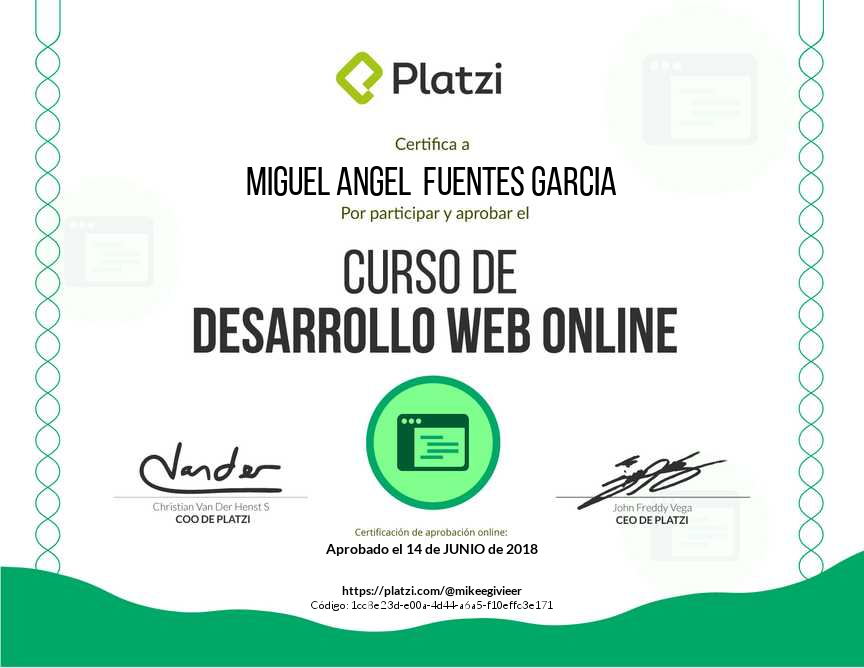 Platzi
Certifica a
MIGUEL ANGEL FUENTES GARCIA
Por participar y aprobar el
CURSO DE
DESARROLLO WEB ONLINE
Vander
Christian Van Der Henst S
COO DE PLATZI
John Freddy Vega
CEO DE PLATZI
Certificación de aprobación online:
Aprobado el 14 de JUNIO de 2018
https://platzi.com/@mikeegivieer
Código: 1cc8e23d-e00a-4d44-a6a5-f10effc3e171